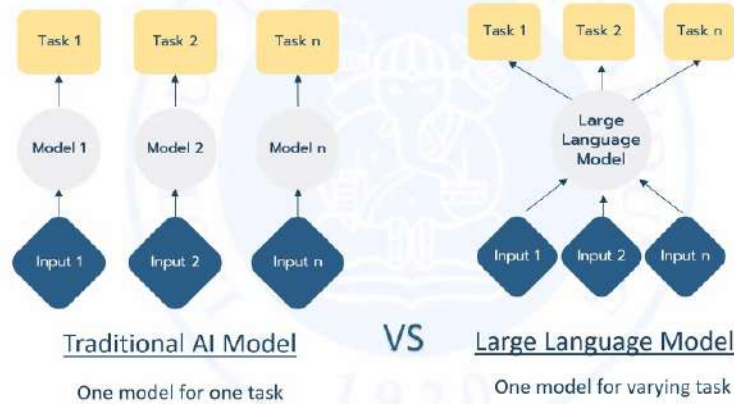 Task 1
Task 2
Task n
Model 1
Model 2
Model n
Input 1
Input 2
Input n
Traditional AI Model
One model for one task
VS
Task 1
Task 2
Task n
Large
Language
Model
Input 1
Input 2
Input n
Large Language Model
One model for varying task
1920